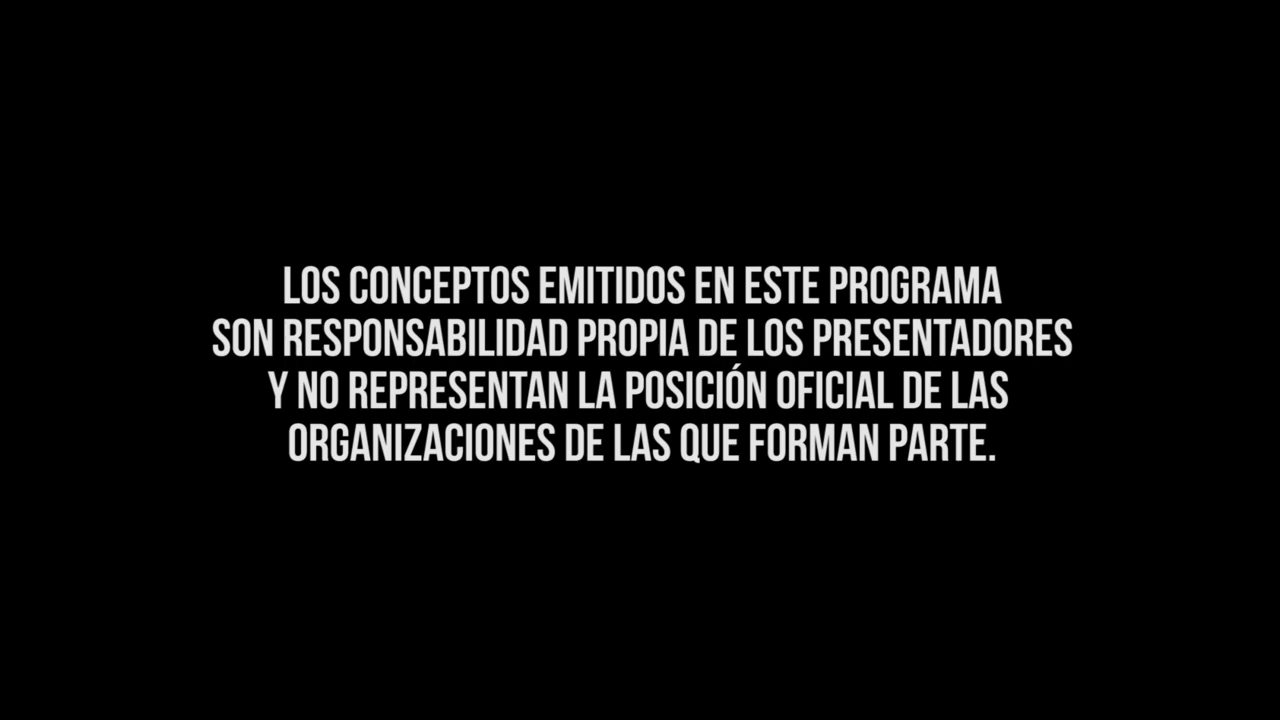 LOS CONCEPTOS EMITIDOS EN ESTE PROGRAMA
SON RESPONSABILIDAD PROPIA DE LOS PRESENTADORES
Y NO REPRESENTAN LA POSICIÓN OFICIAL DE LAS
ORGANIZACIONES DE LAS QUE FORMAN PARTE.